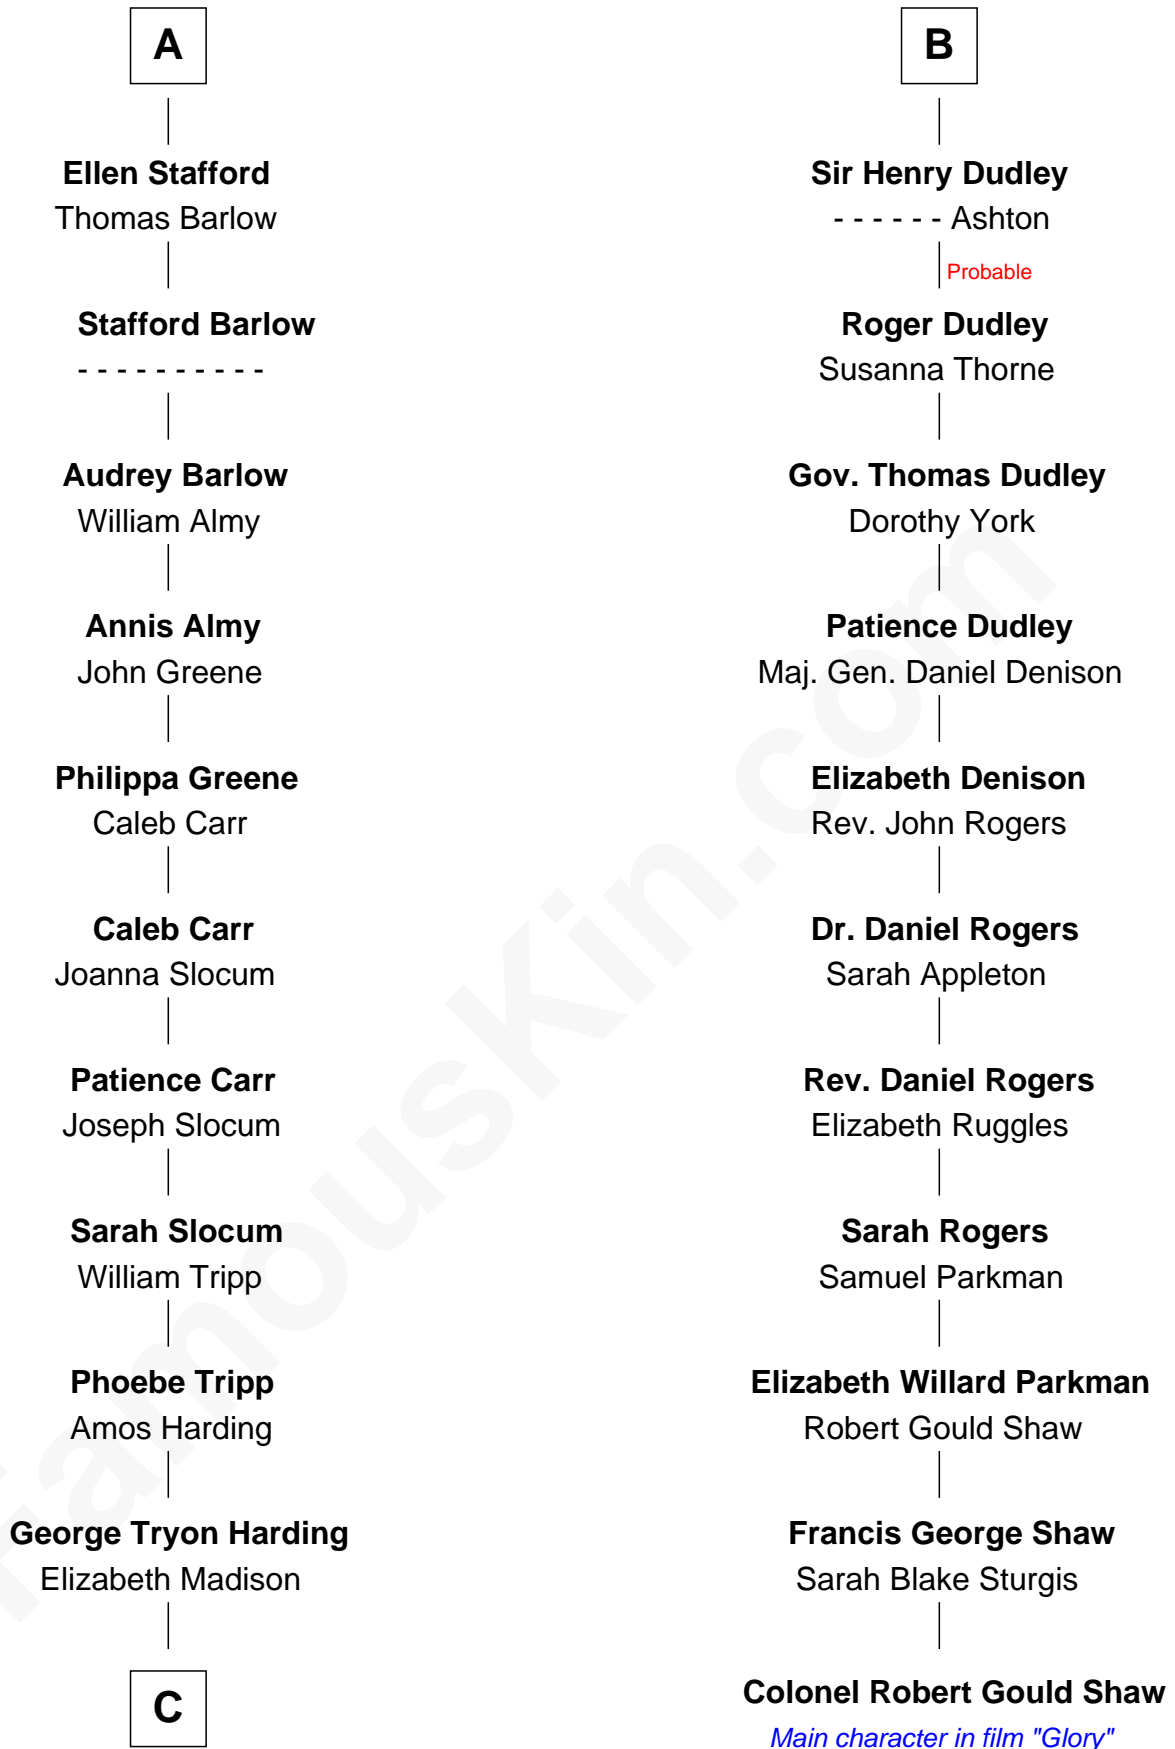 A
Ellen Stafford
Thomas Barlow
Stafford Barlow
- - - - - - - - - -
Audrey Barlow
William Almy
Annis Almy
John Greene
Philippa Greene
Caleb Carr
Caleb Carr
Joanna Slocum
Patience Carr
Joseph Slocum
Sarah Slocum
William Tripp
Phoebe Tripp
Amos Harding
George Tryon Harding
Elizabeth Madison
C
B
Sir Henry Dudley
- - - - - - Ashton
Probable
Roger Dudley
Susanna Thorne
Gov. Thomas Dudley
Dorothy York
Patience Dudley
Maj. Gen. Daniel Denison
Elizabeth Denison
Rev. John Rogers
Dr. Daniel Rogers
Sarah Appleton
Rev. Daniel Rogers
Elizabeth Ruggles
Sarah Rogers
Samuel Parkman
Elizabeth Willard Parkman
Robert Gould Shaw
Francis George Shaw
Sarah Blake Sturgis
Colonel Robert Gould Shaw
Main character in film "Glory"
FamousKin.com